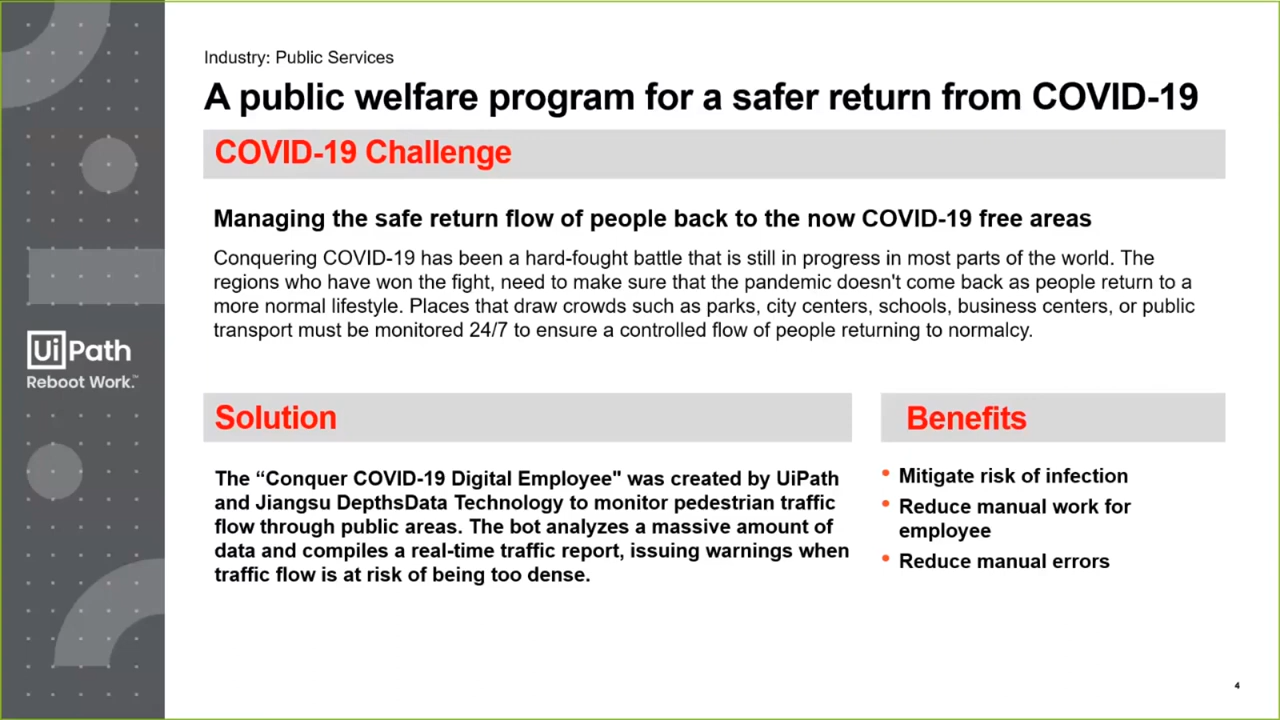 Industry: Public Services
A public welfare program for a safer return from COVID-19
COVID-19 Challenge
Managing the safe return flow of people back to the now COVID-19 free areas
Conquering COVID-19 has been a hard-fought battle that is still in progress in most parts of the world. The
regions who have won the fight, need to make sure that the pandemic doesn't come back as people return to a
more normal lifestyle. Places that draw crowds such as parks, city centers, schools, business centers, or public
transport must be monitored 24/7 to ensure a controlled flow of people returning to normalcy.
UiPath
Reboot Work.™
Solution
The “Conquer COVID-19 Digital Employee" was created by UiPath
and Jiangsu DepthsData Technology to monitor pedestrian traffic
flow through public areas. The bot analyzes a massive amount of
data and compiles a real-time traffic report, issuing warnings when
traffic flow is at risk of being too dense.
Benefits
• Mitigate risk of infection
• Reduce manual work for
employee
• Reduce manual errors
4